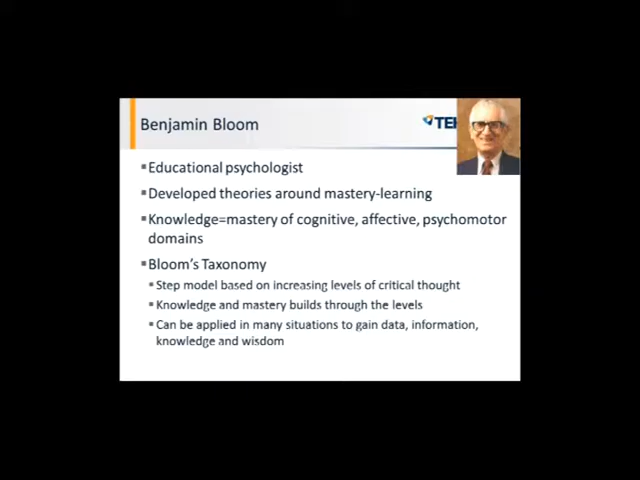 Benjamin Bloom
▪Educational psychologist
▪Developed theories around mastery-learning
▪Knowledge=mastery of cognitive, affective, psychomotor
domains
▪Bloom's Taxonomy
▪Step model based on increasing levels of critical thought
▪Knowledge and mastery builds through the levels
▪Can be applied in many situations to gain data, information,
knowledge and wisdom